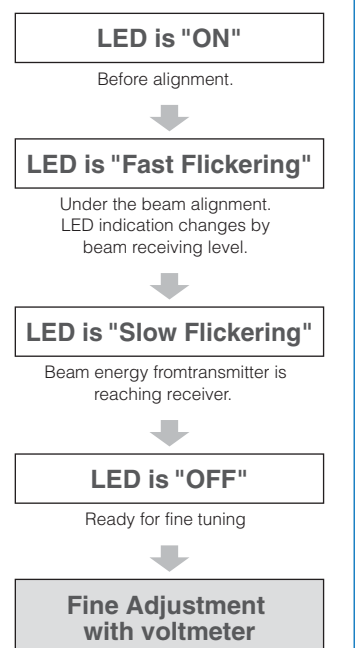 LED is "ON"
Before alignment.
LED is "Fast Flickering"
Under the beam alignment.
LED indication changes by
beam receiving level.
LED is "Slow Flickering"
Beam energy fromtransmitter is
reaching receiver.
LED is "OFF"
Ready for fine tuning
Fine Adjustment
with voltmeter